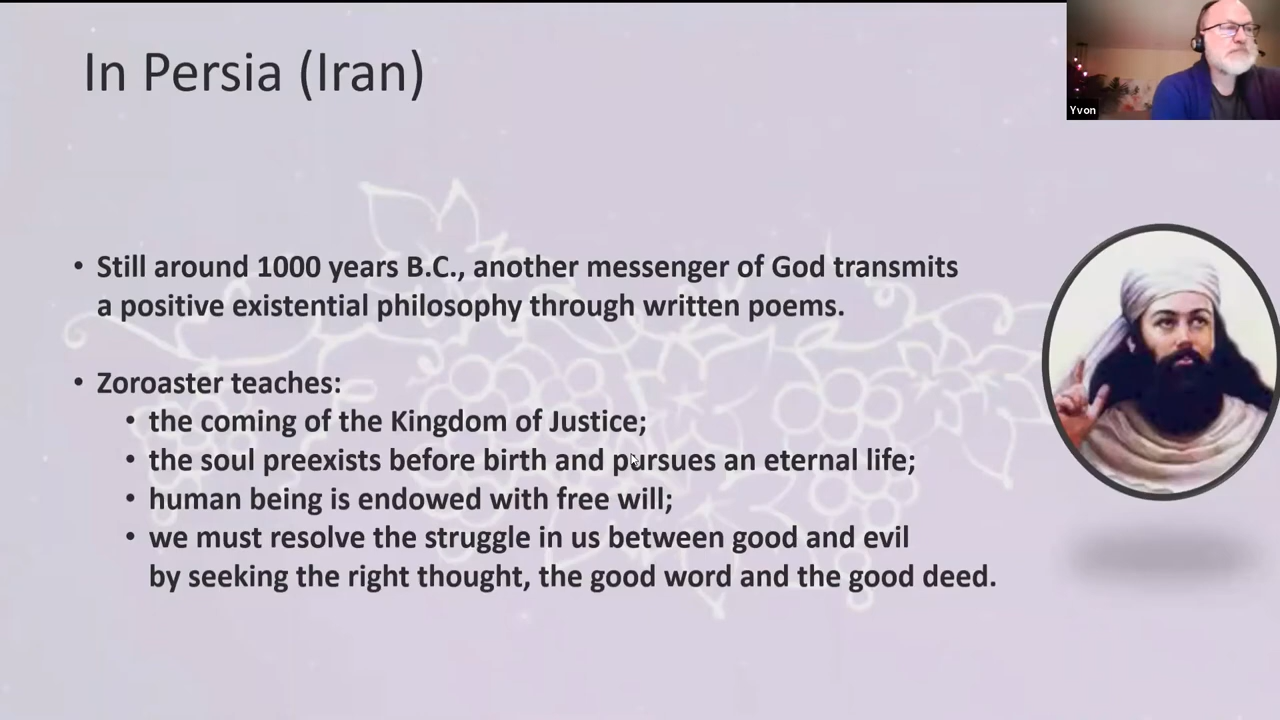 In Persia (Iran)
Yvon
• Still around 1000 years B.C., another messenger of God transmits
a positive existential philosophy through written poems.
• Zoroaster teaches:
• the coming of the Kingdom of Justice;
• the soul preexists before birth and pursues an eternal life;
• human being is endowed with free will;
• we must resolve the struggle in us between good and evil
by seeking the right thought, the good word and the good deed.